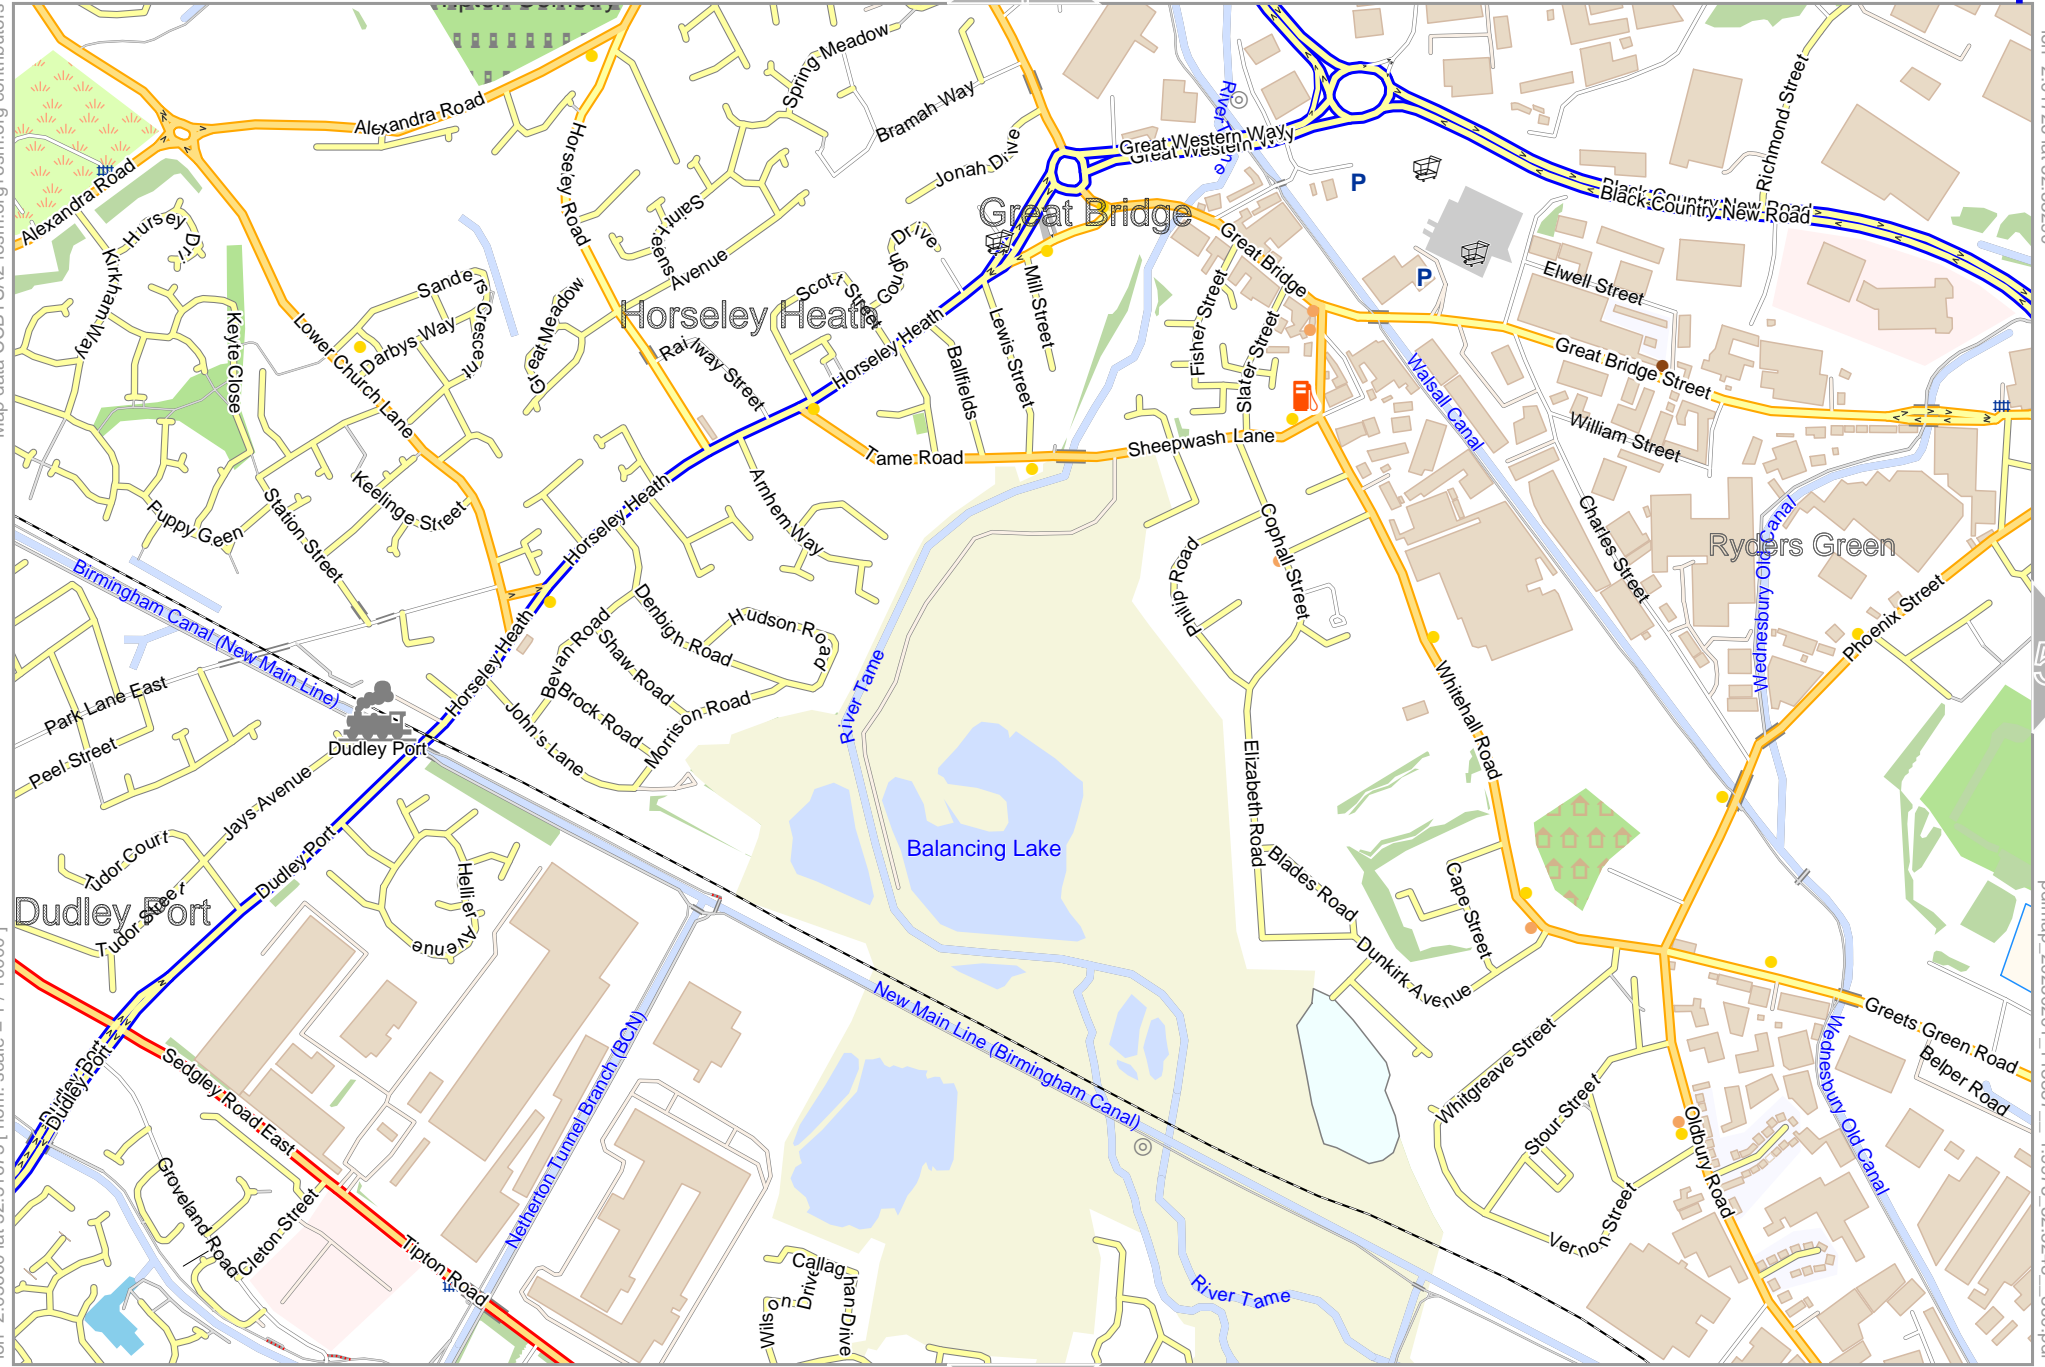 Spring Meadow
Alexandra Road
Horseley Road
Bramah Way
River Tame
Great Western Way
Great Western Way
Richmond Street
Jonah Drive
P
Alexandra Road
Hursey Dri
Kirkham Way
Great Bridge
Black Country New Road
Black Country New Road
Avenue
Gough Drive
Great Bridge
Elwell Street
P
Sanders Crescent
Scott Street
Mill Street
Fisher Street
Horseley Heath
Great Meadow
Keyte Close
Lower Church Lane
Darbys Way
Railway Street
Horseley Heath
Lewis Street
Ballfields
Slater Street
Walsall Canal
Great Bridge Street
William Street
Tame Road
Sheepwash Lane
Arnhem Way
Horseley Heath
Keelinge Street
Station Street
Puppy Geen
Cophall Street
Charles Street
Wednesbury Old Canal
Ryders Green
Philip Road
Phoenix Street
Birmingham Canal (New Main Line)
Horseley Heath
Bevan Road
Denbigh Road
Hudson Road
Shaw Road
Brock Road
Morrison Road
John's Lane
River Tame
Park Lane East
Peel Street
Dudley Port
Jays Avenue
Whitehall Road
Elizabeth Road
Balancing Lake
Tudor Court
Dudley Port
Dudley Port
Tudor Street
Hellier Avenue
Blades Road
Cape Street
Dunkirk Avenue
New Main Line (Birmingham Canal)
Netherton Tunnel Branch (BCN)
Greets Green Road
Belper Road
Wednesbury Old Canal
Whitgreave Street
Stour Street
Oldbury Road
Vernon Street
Dudley Port
Dudley Port
Sedgley Road East
Groveland Road
Cleton Street
Tipton Road
Callaghan Drive
Wilson Drive
River Tame